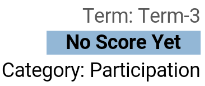 Term: Term-3
No Score Yet
Category: Participation